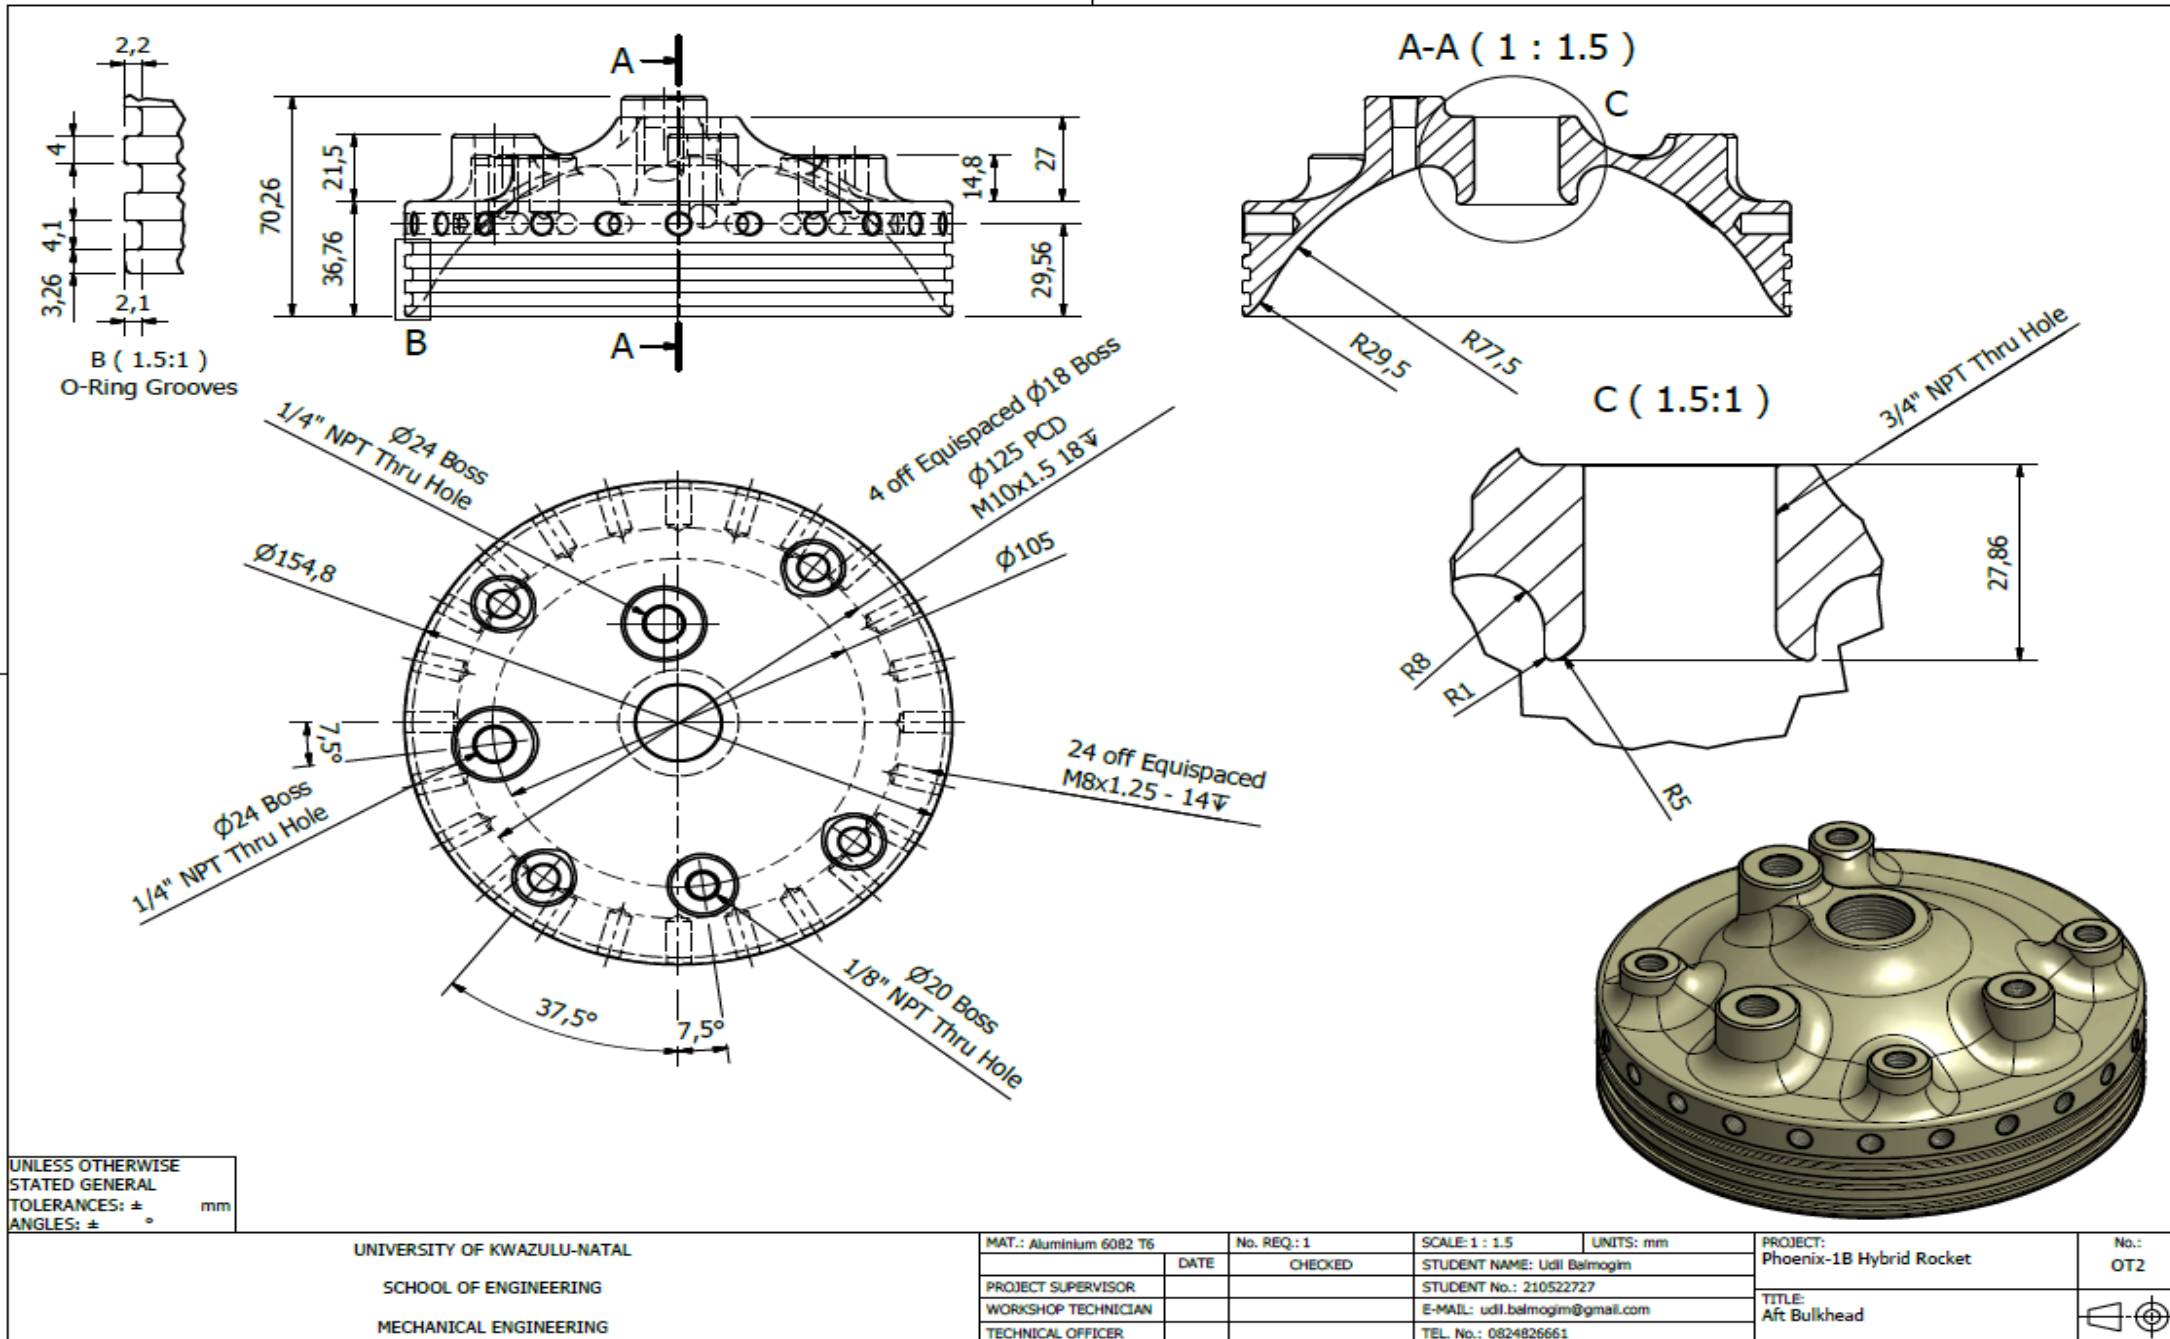 2,2
4
4,1
3,26
2,1
B ( 1.5:1 )
O-Ring Grooves
A
A
70,26
21,5
36,76
14,8
27
29,56
B
A-A ( 1 : 1.5 )
C
R29,5
R77,5
C ( 1.5:1 )
3/4" NPT Thru Hole
27,86
R8
R1
R5
Ø24 Boss
1/4" NPT Thru Hole
4 off Equispaced Ø18 Boss
Ø125 PCD
M10x1.5 18↧
Ø154,8
Ø105
7,5°
Ø24 Boss
1/4" NPT Thru Hole
24 off Equispaced
M8x1.25 - 14↧
37,5°
7,5°
Ø20 Boss
1/8" NPT Thru Hole
UNLESS OTHERWISE
STATED GENERAL
TOLERANCES: ± mm
ANGLES: ± °
UNIVERSITY OF KWAZULU-NATAL
SCHOOL OF ENGINEERING
MECHANICAL ENGINEERING
MAT.: Aluminium 6082 T6
No. REQ.: 1
SCALE: 1 : 1.5
UNITS: mm
DATE
CHECKED
STUDENT NAME: Udil Balmogim
PROJECT SUPERVISOR
STUDENT No.: 210522727
WORKSHOP TECHNICIAN
E-MAIL: udil.balmogim@gmail.com
TECHNICAL OFFICER
TEL. No.: 0824826661
PROJECT:
Phoenix-1B Hybrid Rocket
TITLE:
Aft Bulkhead
No.:
OT2